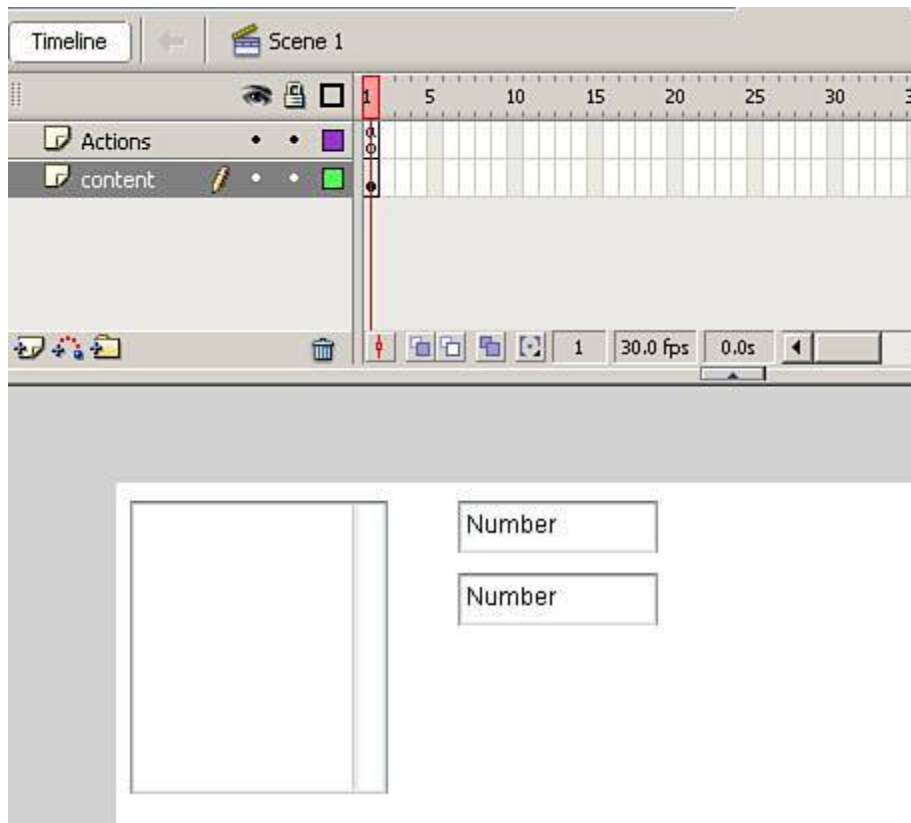 Timeline
Scene 1
1 5 10 15 20 25 30
Actions
content
1 30.0 fps 0.0s
Number
Number